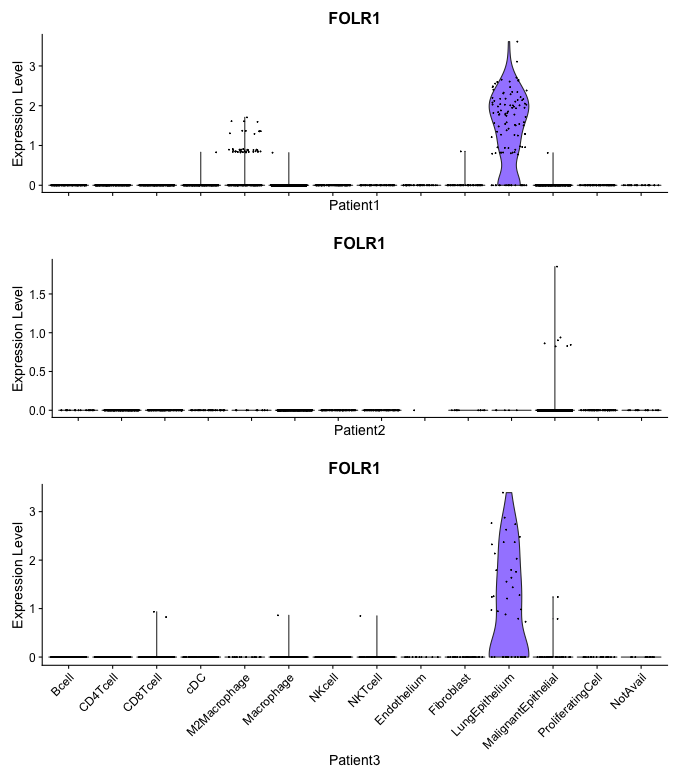 FOLR1
Expression Level
3
2
1
0
Patient1
FOLR1
Expression Level
1.5
1.0
0.5
0.0
Patient2
FOLR1
Expression Level
3
2
1
0
Bcell
CD4Tcell
CD8Tcell
cDC
M2Macrophage
Macrophage
NKcell
NKTcell
Endothelium
Fibroblast
LungEpithelium
MalignantEpithelial
ProliferatingCell
NotAvail
Patient3